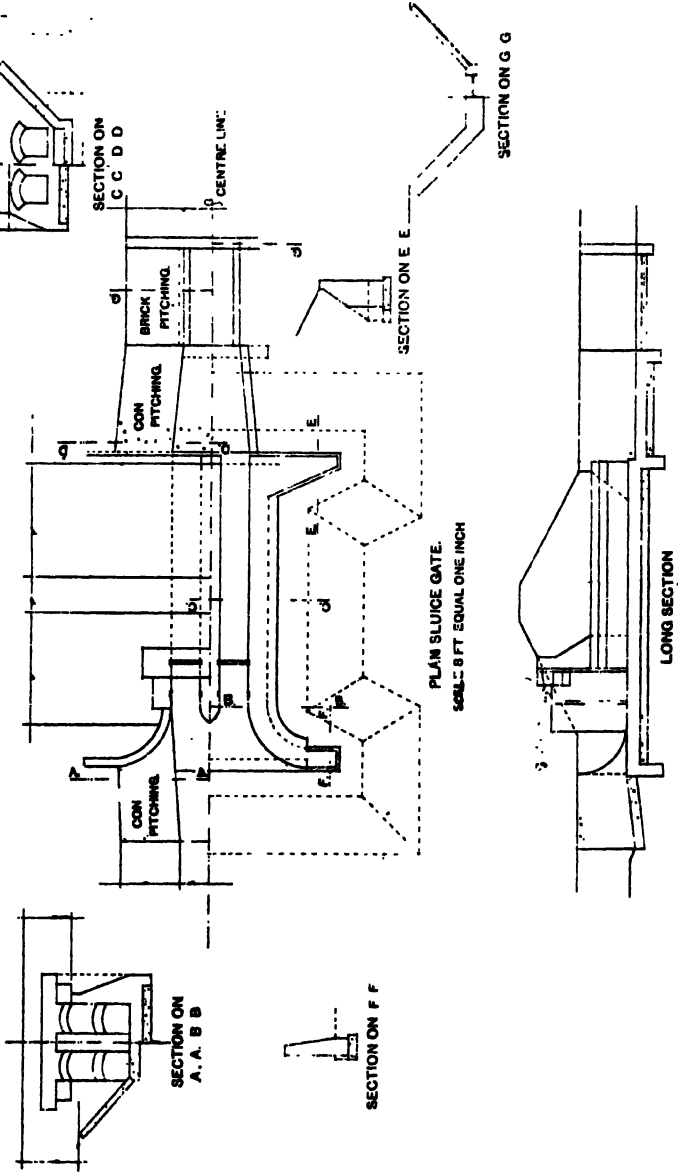 SECTION ON
A. A. B B
SECTION ON F F
CON
PITCHING.
A
A
B
B
F
F
PLAN SLUICE GATE.
SCALE 8 FT EQUAL ONE INCH
LONG SECTION
E
E
CON
PITCHING.
BRICK
PITCHING.
CENTRE LINE
SECTION ON
C C D D
SECTION ON E E
SECTION ON G G